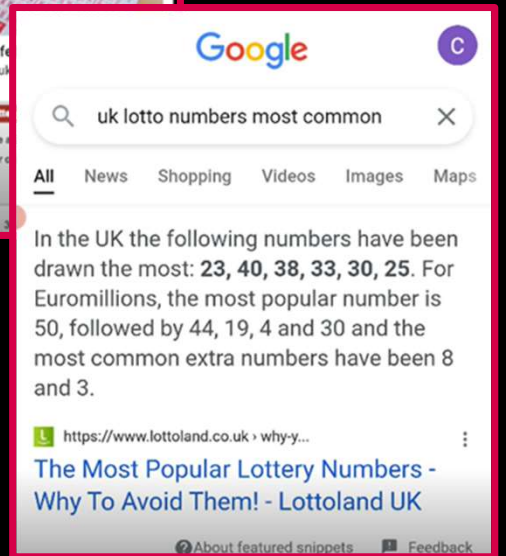 Google
C
uk lotto numbers most common
All News Shopping Videos Images Maps
In the UK the following numbers have been
drawn the most: 23, 40, 38, 33, 30, 25. For
Euromillions, the most popular number is
50, followed by 44, 19, 4 and 30 and the
most common extra numbers have been 8
and 3.
L https://www.lottoland.co.uk › why-y...
The Most Popular Lottery Numbers -
Why To Avoid Them! - Lottoland UK
About featured snippets Feedback